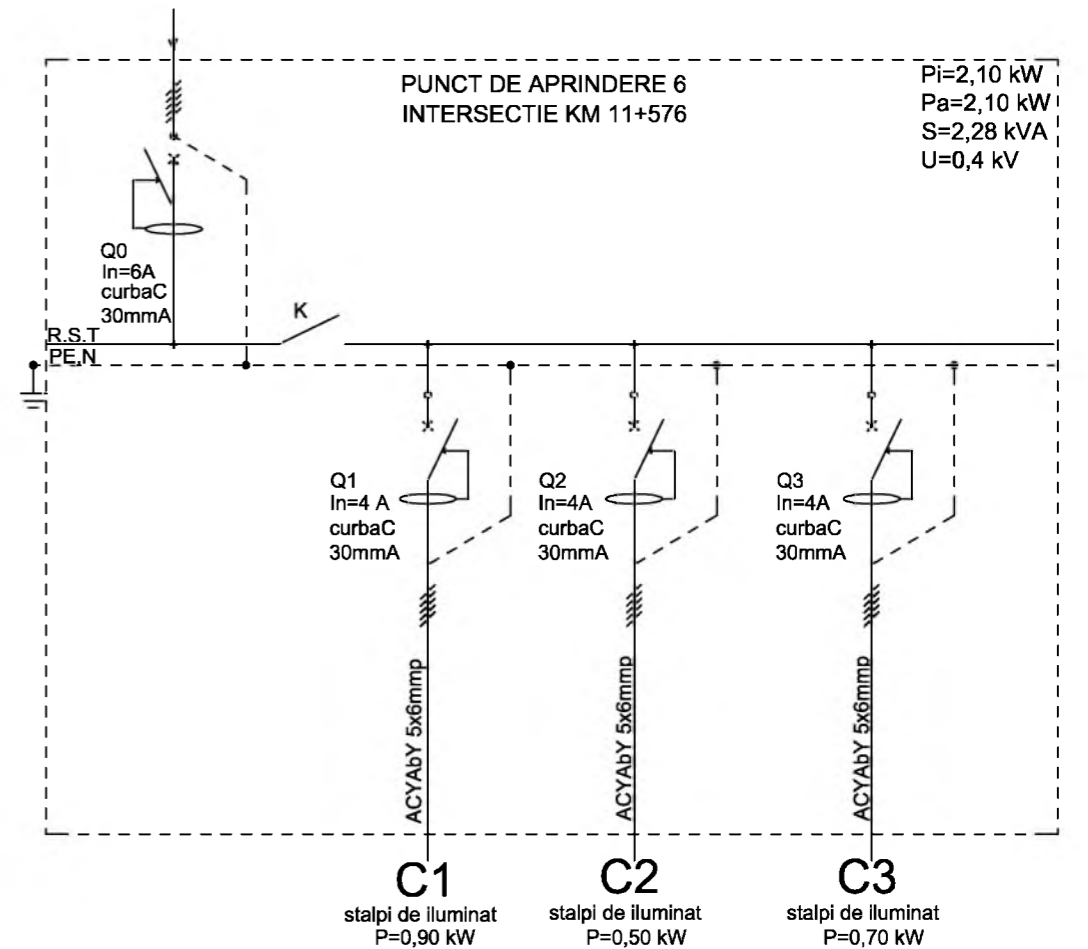 PUNCT DE APRINDERE 6
INTERSECTIE KM 11+576
Pi=2,10 kW
Pa=2,10 kW
S=2,28 kVA
U=0,4 kV
Q0
In=6A
curbaC
30mmA
K
R.S.T
PE.N
Q1
In=4 A
curbaC
30mmA
Q2
In=4A
curbaC
30mmA
Q3
In=4A
curbaC
30mmA
ACYAbY 5x6mmp
ACYAbY 5x6mmp
ACYAbY 5x6mmp
C1
stalpi de iluminat
P=0,90 kW
C2
stalpi de iluminat
P=0,50 kW
C3
stalpi de iluminat
P=0,70 kW